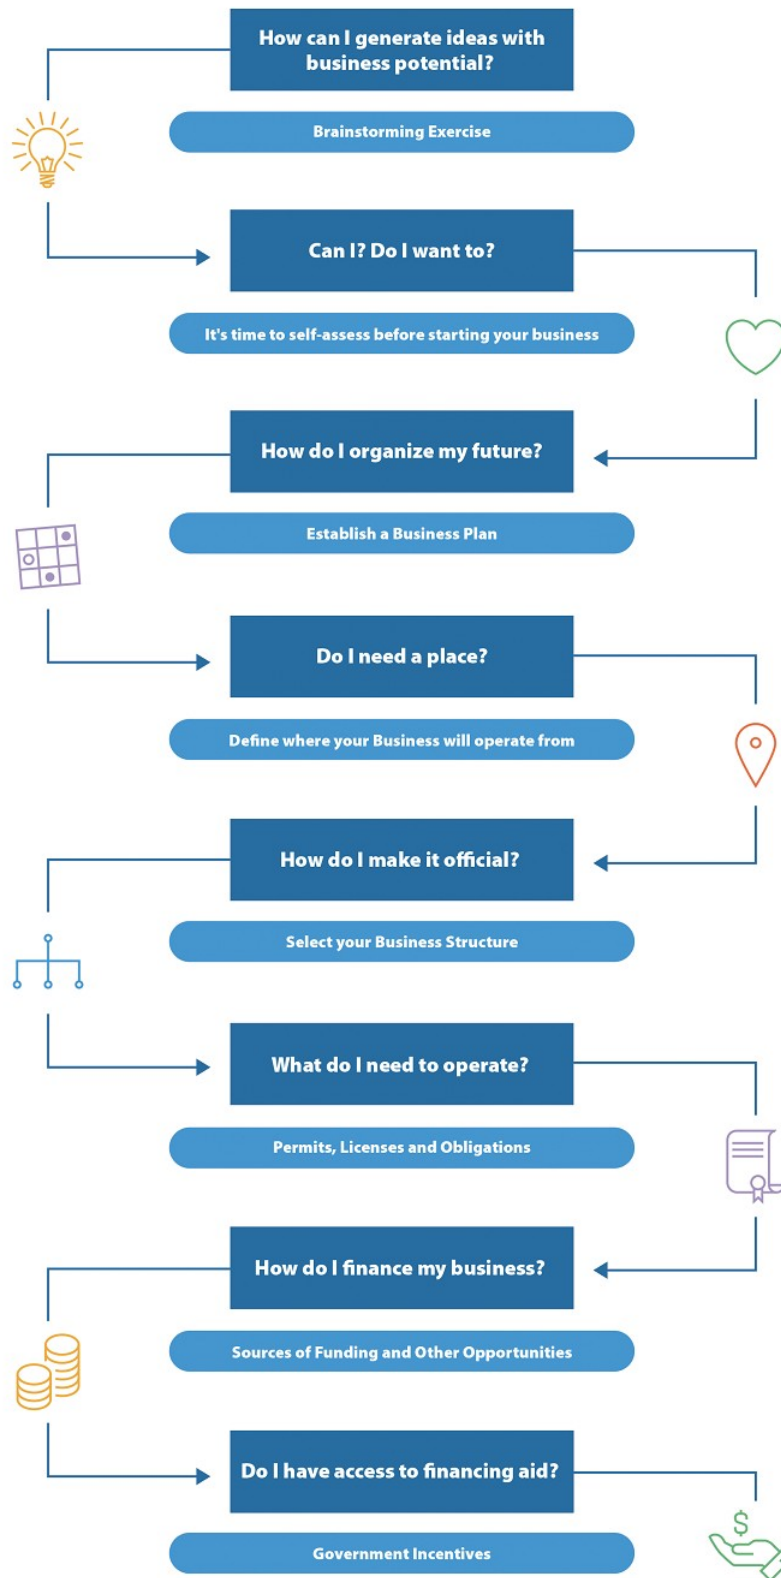 How can I generate ideas with
business potential?
Brainstorming Exercise
Can I? Do I want to?
It's time to self-assess before starting your business
How do I organize my future?
Establish a Business Plan
Do I need a place?
Define where your Business will operate from
How do I make it official?
Select your Business Structure
What do I need to operate?
Permits, Licenses and Obligations
How do I finance my business?
Sources of Funding and Other Opportunities
Do I have access to financing aid?
$
Government Incentives